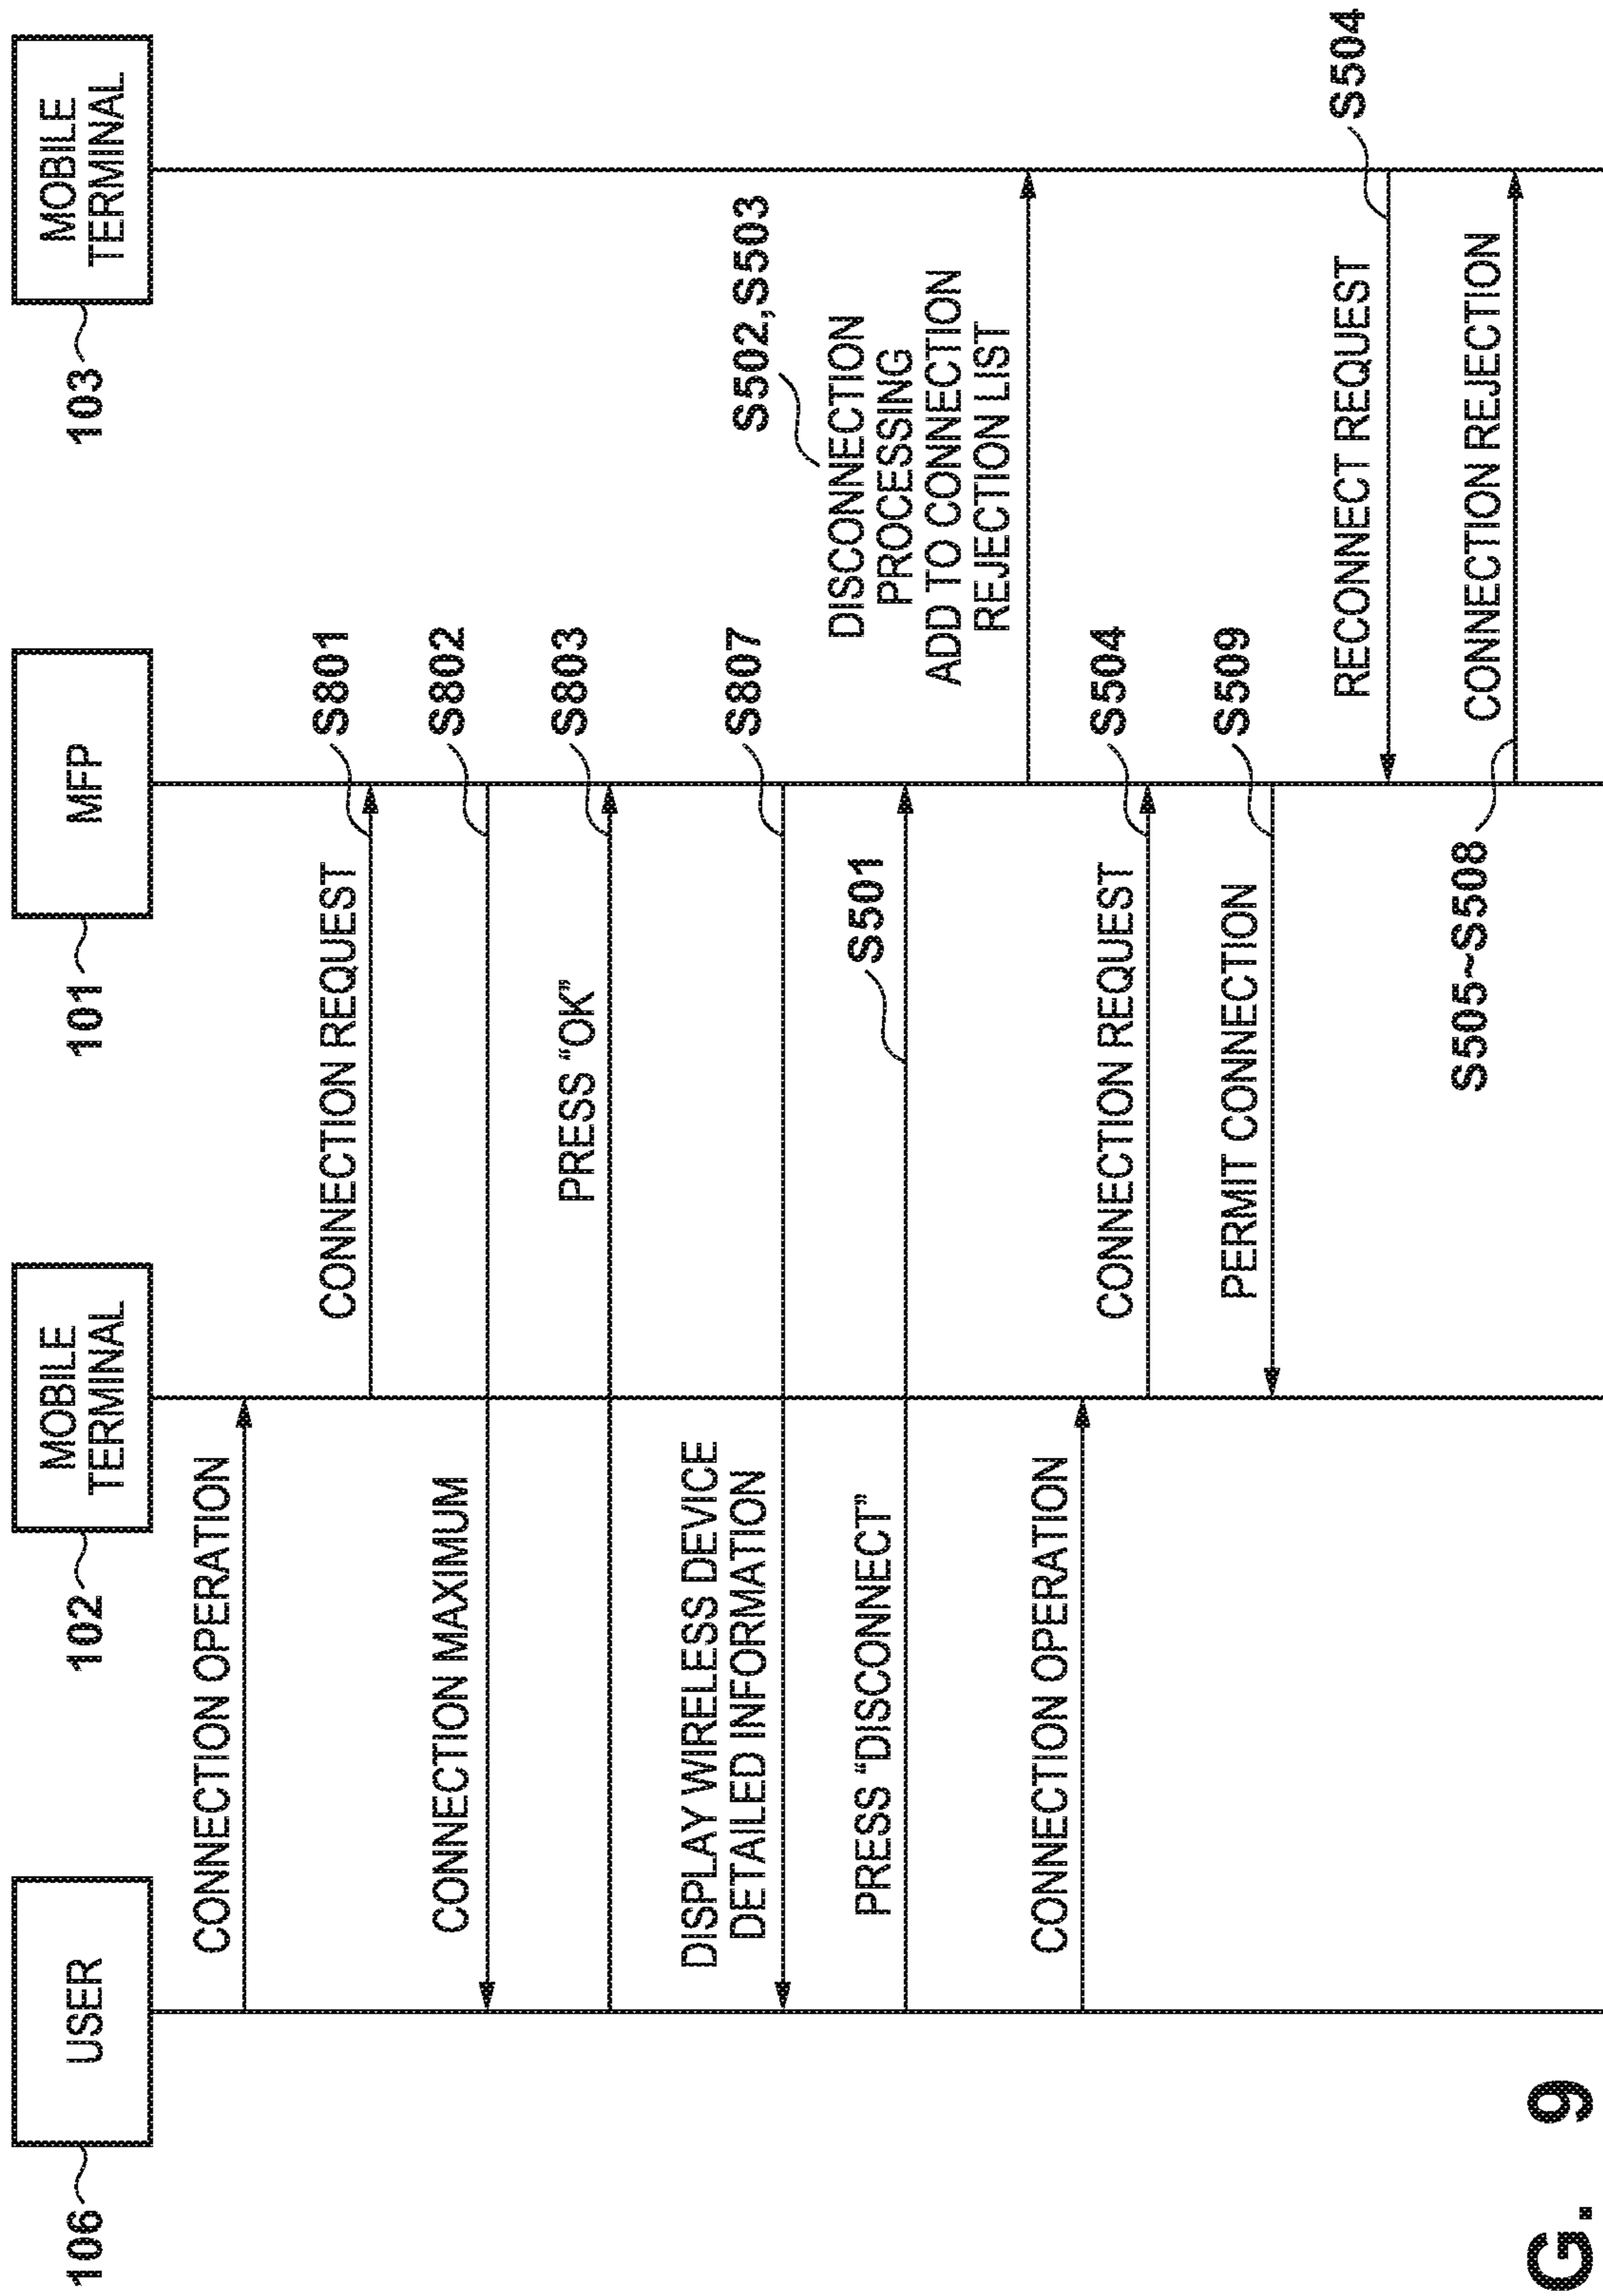 106
USER
102
MOBILE
TERMINAL
101
MFP
103
MOBILE
TERMINAL
CONNECTION OPERATION
CONNECTION REQUEST
S801
CONNECTION MAXIMUM
S802
PRESS “OK”
S803
DISPLAY WIRELESS DEVICE
DETAILED INFORMATION
S807
PRESS “DISCONNECT”
S501
S502,S503
DISCONNECTION
PROCESSING
ADD TO CONNECTION
REJECTION LIST
CONNECTION OPERATION
CONNECTION REQUEST
S504
PERMIT CONNECTION
S509
RECONNECT REQUEST
S504
S505~S508
CONNECTION REJECTION
G. 9